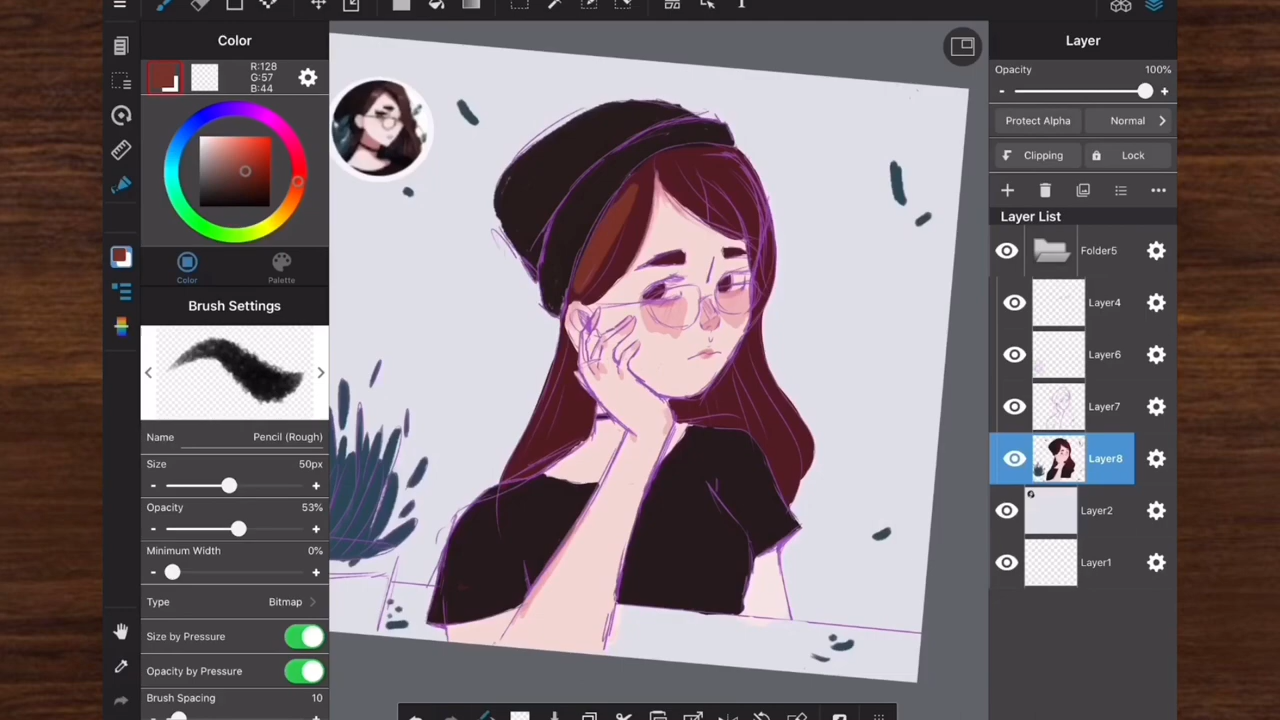 Color
R:128
G:57
B:44
Color
Palette
Brush Settings
Name
Pencil (Rough)
Size
50px
-
+
Opacity
53%
-
+
Minimum Width
0%
-
+
Type
Bitmap
Size by Pressure
Opacity by Pressure
Brush Spacing
10
Layer
Opacity
100%
-
+
Protect Alpha
Normal
Clipping
Lock
Layer List
Folder5
Layer4
Layer6
Layer7
Layer8
Layer2
Layer1